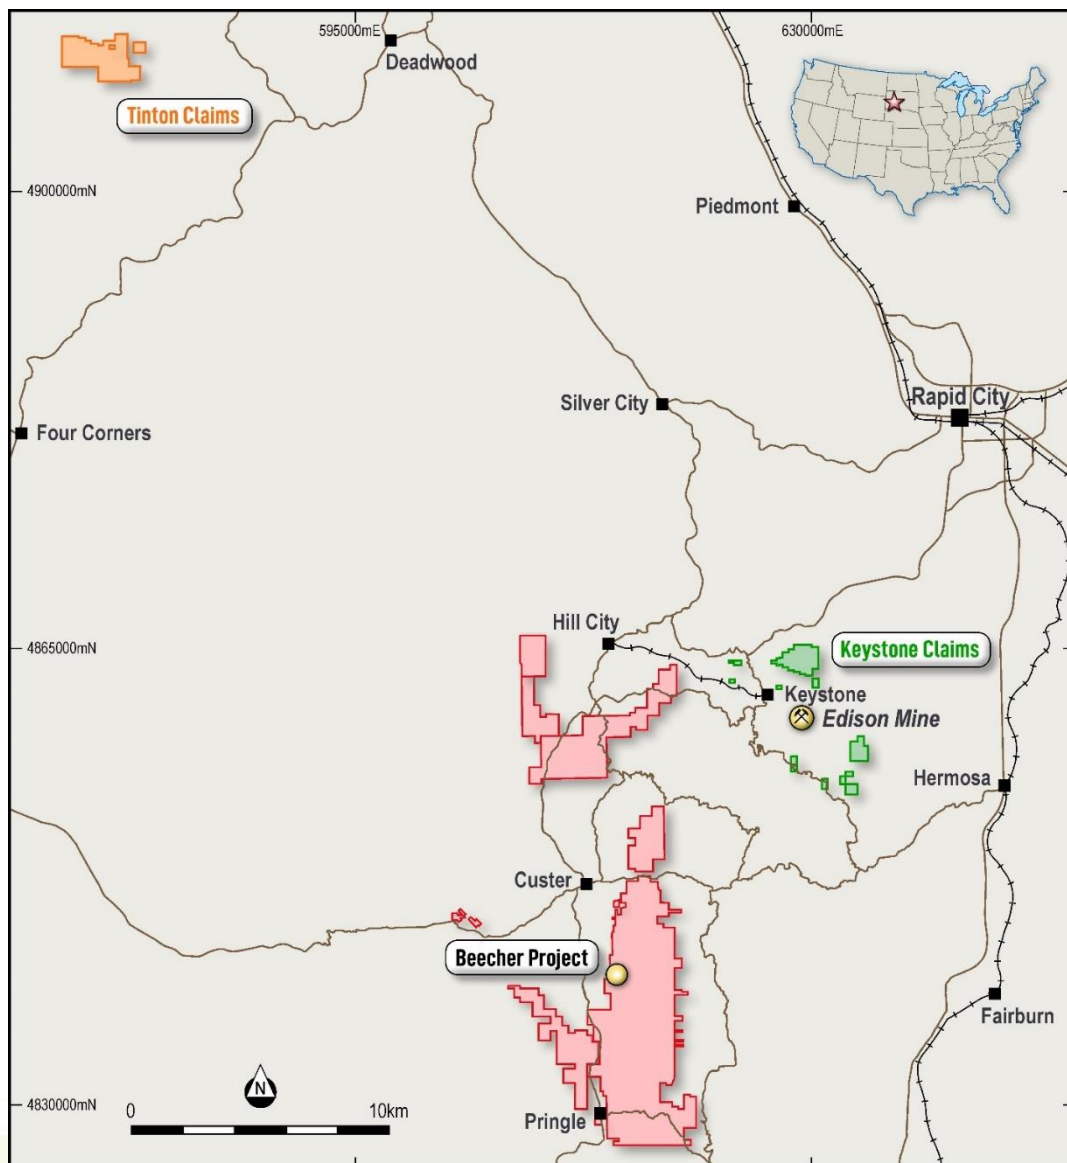 595000mE
630000mE
Deadwood
Tinton Claims
4900000mN
Piedmont
Rapid City
Silver City
Four Corners
Hill City
4865000mN
Keystone Claims
Keystone
Edison Mine
Hermosa
Custer
Beecher Project
Fairburn
N
4830000mN
0 10km
Pringle